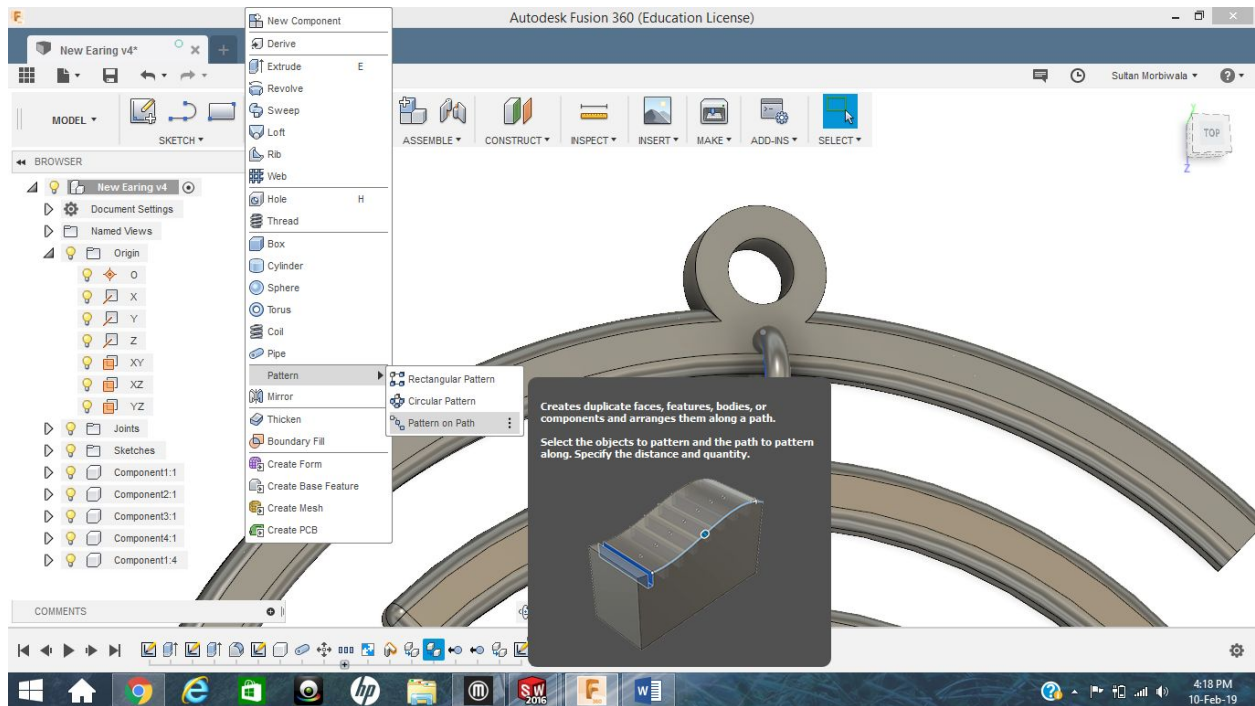 Autodesk Fusion 360 (Education License)
New Earing v4*
Sultan Morbiwala
MODEL
SKETCH
ASSEMBLE
CONSTRUCT
INSPECT
INSERT
MAKE
ADD-INS
SELECT
TOP
Y
Z
BROWSER
New Earing v4
Document Settings
Named Views
Origin
O
X
Y
Z
XY
XZ
YZ
Joints
Sketches
Component1:1
Component2:1
Component3:1
Component4:1
Component1:4
COMMENTS
New Component
Derive
Extrude E
Revolve
Sweep
Loft
Rib
Web
Hole H
Thread
Box
Cylinder
Sphere
Torus
Coil
Pipe
Pattern
Mirror
Thicken
Boundary Fill
Create Form
Create Base Feature
Create Mesh
Create PCB
Rectangular Pattern
Circular Pattern
Pattern on Path
Creates duplicate faces, features, bodies, or
components and arranges them along a path.
Select the objects to pattern and the path to pattern
along. Specify the distance and quantity.
hp
SW
2016
F
W
4:18 PM
10-Feb-19